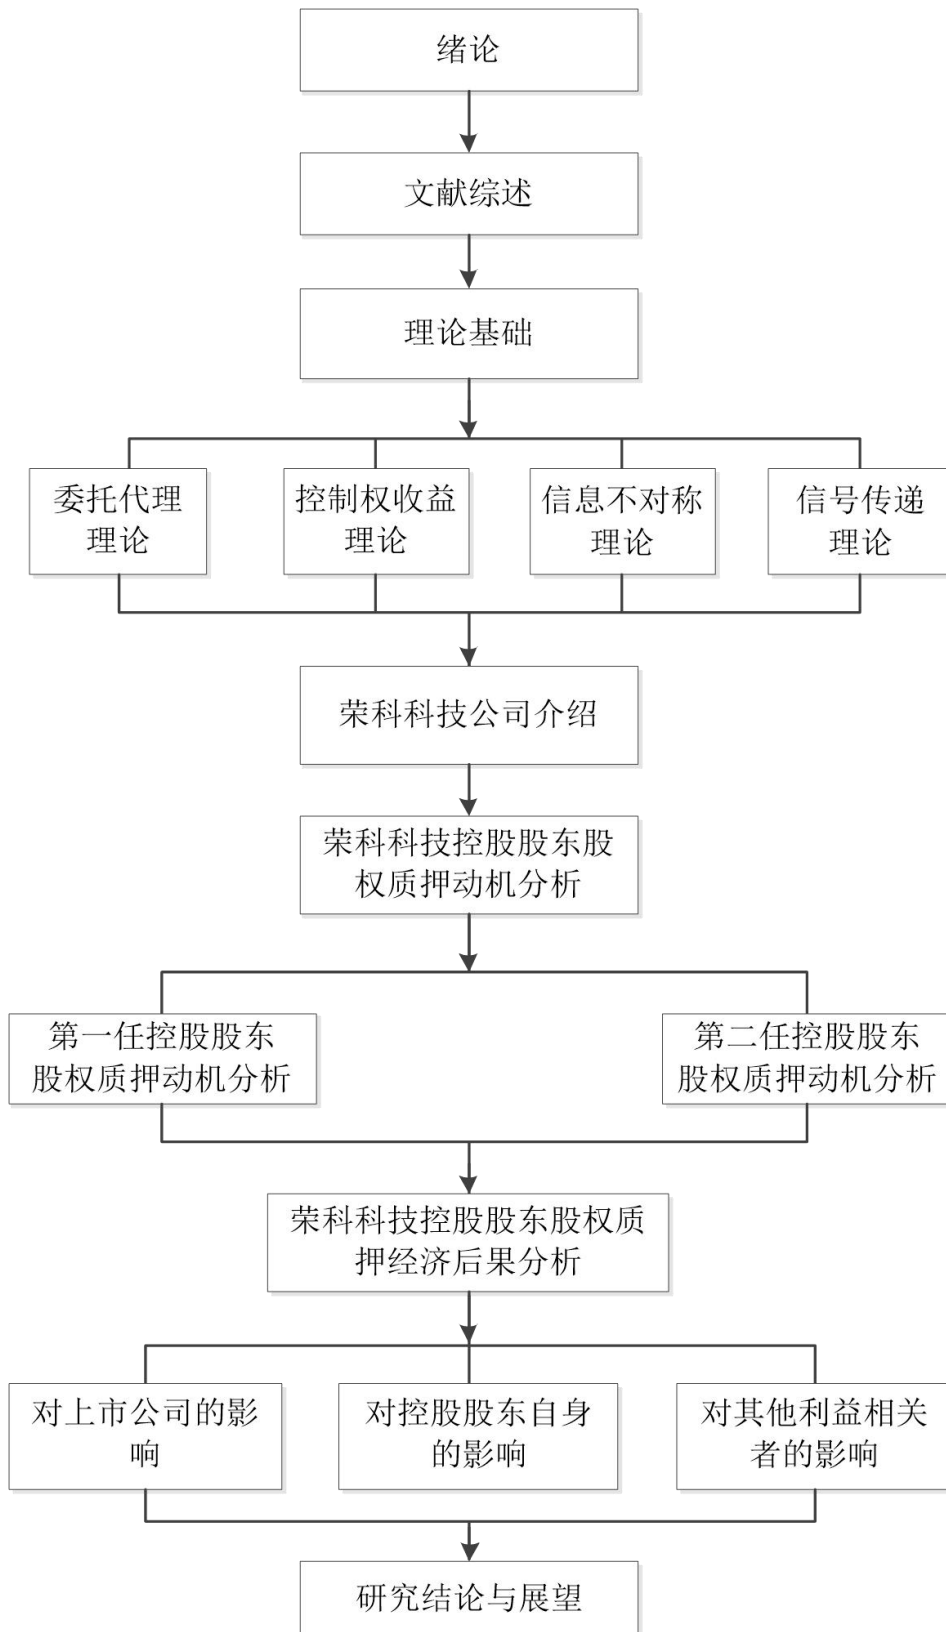 绪论
文献综述
理论基础
委托代理
理论
控制权收益
理论
信息不对称
理论
信号传递
理论
荣科科技公司介绍
荣科科技控股股东股
权质押动机分析
第一任控股股东
股权质押动机分析
第二任控股股东
股权质押动机分析
荣科科技控股股东股权质
押经济后果分析
对上市公司的影
响
对控股股东自身
的影响
对其他利益相关
者的影响
研究结论与展望